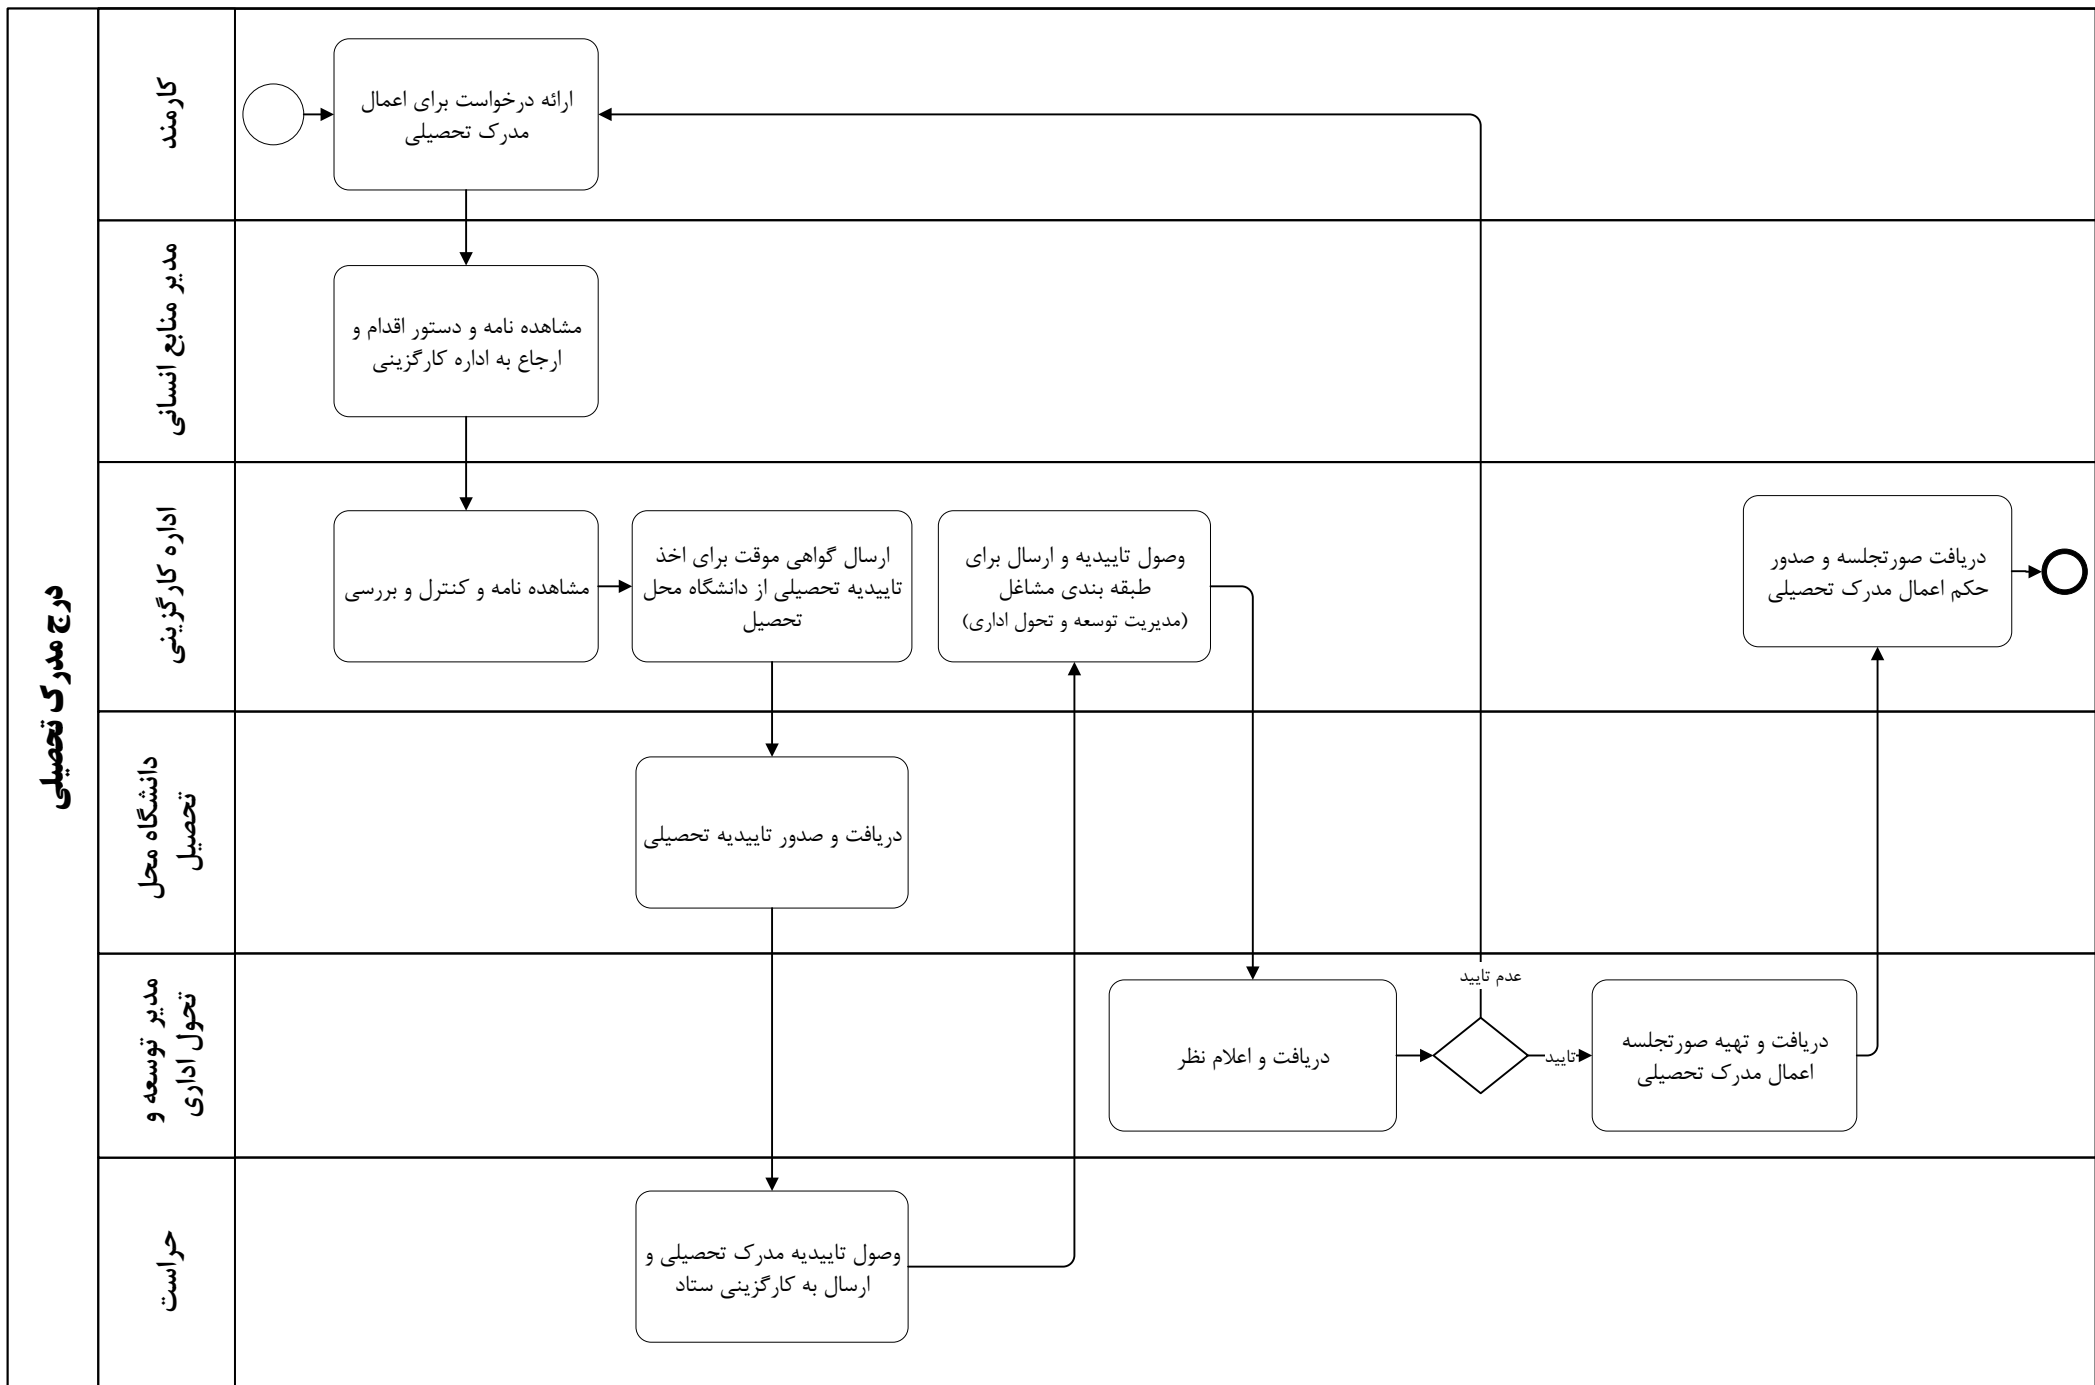 درج مدرک تحصیلی
کارمند
ارائه درخواست برای اعمال
مدرک تحصیلی
مدیر منابع انسانی
مشاهده نامه و دستور اقدام و
ارجاع به اداره کارگزینی
اداره کارگزینی
مشاهده نامه و کنترل و بررسی
ارسال گواهی موقت برای اخذ
تاییدیه تحصیلی از دانشگاه محل
تحصیل
وصول تاییدیه و ارسال برای
طبقه بندی مشاغل
(مدیریت توسعه و تحول اداری)
دریافت صورتجلسه و صدور
حکم اعمال مدرک تحصیلی
دانشگاه محل
تحصیل
دریافت و صدور تاییدیه تحصیلی
مدیر توسعه و
تحول اداری
دریافت و اعلام نظر
عدم تایید
تایید
دریافت و تهیه صورتجلسه
اعمال مدرک تحصیلی
حراست
وصول تاییدیه مدرک تحصیلی و
ارسال به کارگزینی ستاد